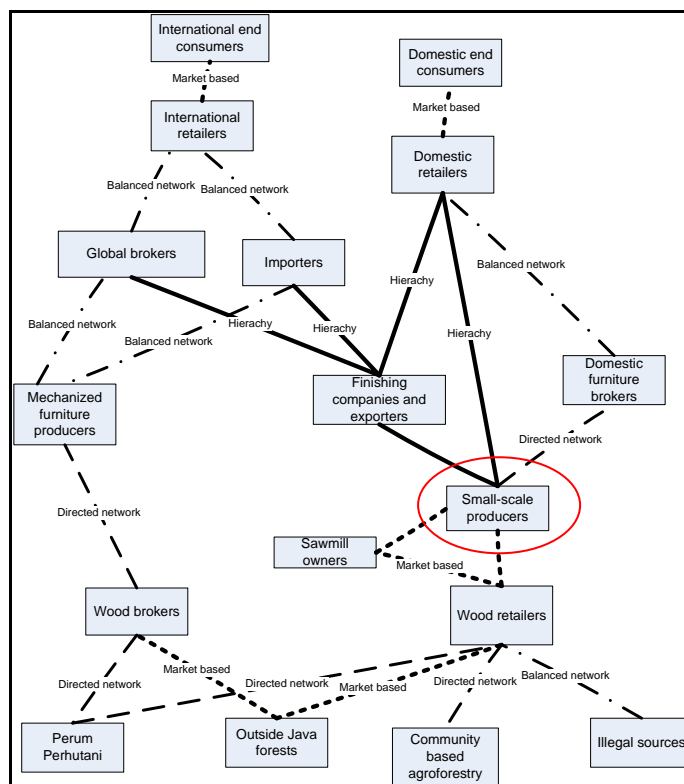 International end
consumers
Domestic end
consumers
Market based
Market based
International
retailers
Domestic
retailers
Balanced network
Balanced network
Global brokers
Importers
Balanced network
Hierachy
Balanced network
Hierachy
Balanced network
Hierachy
Hierachy
Mechanized
furniture
producers
Finishing
companies and
exporters
Domestic
furniture
brokers
Directed network
Small-scale
producers
Directed network
Sawmill
owners
Market based
Wood brokers
Wood retailers
Directed network
Market based
Directed network
Market based
Directed network
Balanced network
Perum
Perhutani
Outside Java
forests
Community
based
agroforestry
Illegal sources